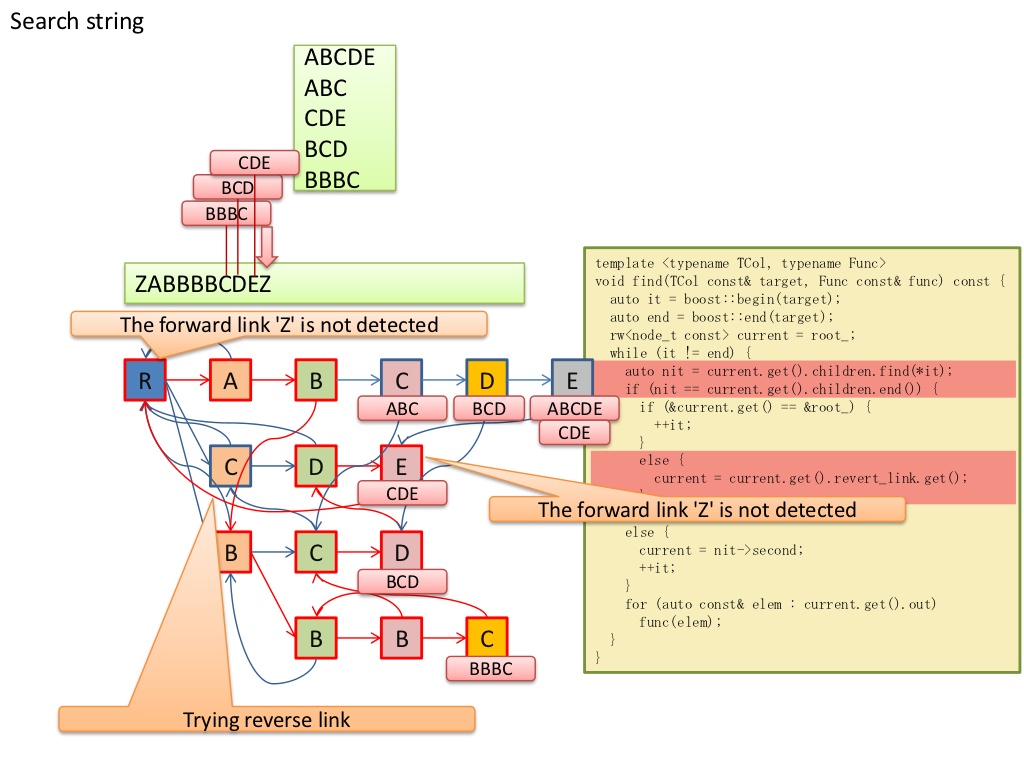 Search string
ABCDE
ABC
CDE
BCD
BBBC
CDE
BCD
BBBC
ZABBBBCDEZ
The forward link 'Z' is not detected
R
A
B
C
D
E
ABC
BCD
ABCDE
CDE
C
D
E
CDE
The forward link 'Z' is not detected
B
C
D
BCD
B
B
C
BBBC
Trying reverse link
template <typename TCol, typename Func>
void find(TCol const& target, Func const& func) const {
auto it = boost::begin(target);
auto end = boost::end(target);
rw<node_t const> current = root_;
while (it != end) {
auto nit = current.get().children.find(*it);
if (nit == current.get().children.end()) {
if (&current.get() == &root_) {
++it;
}
else {
current = current.get().revert_link.get();
else {
current = nit->second;
++it;
}
for (auto const& elem : current.get().out)
func(elem);
}
}